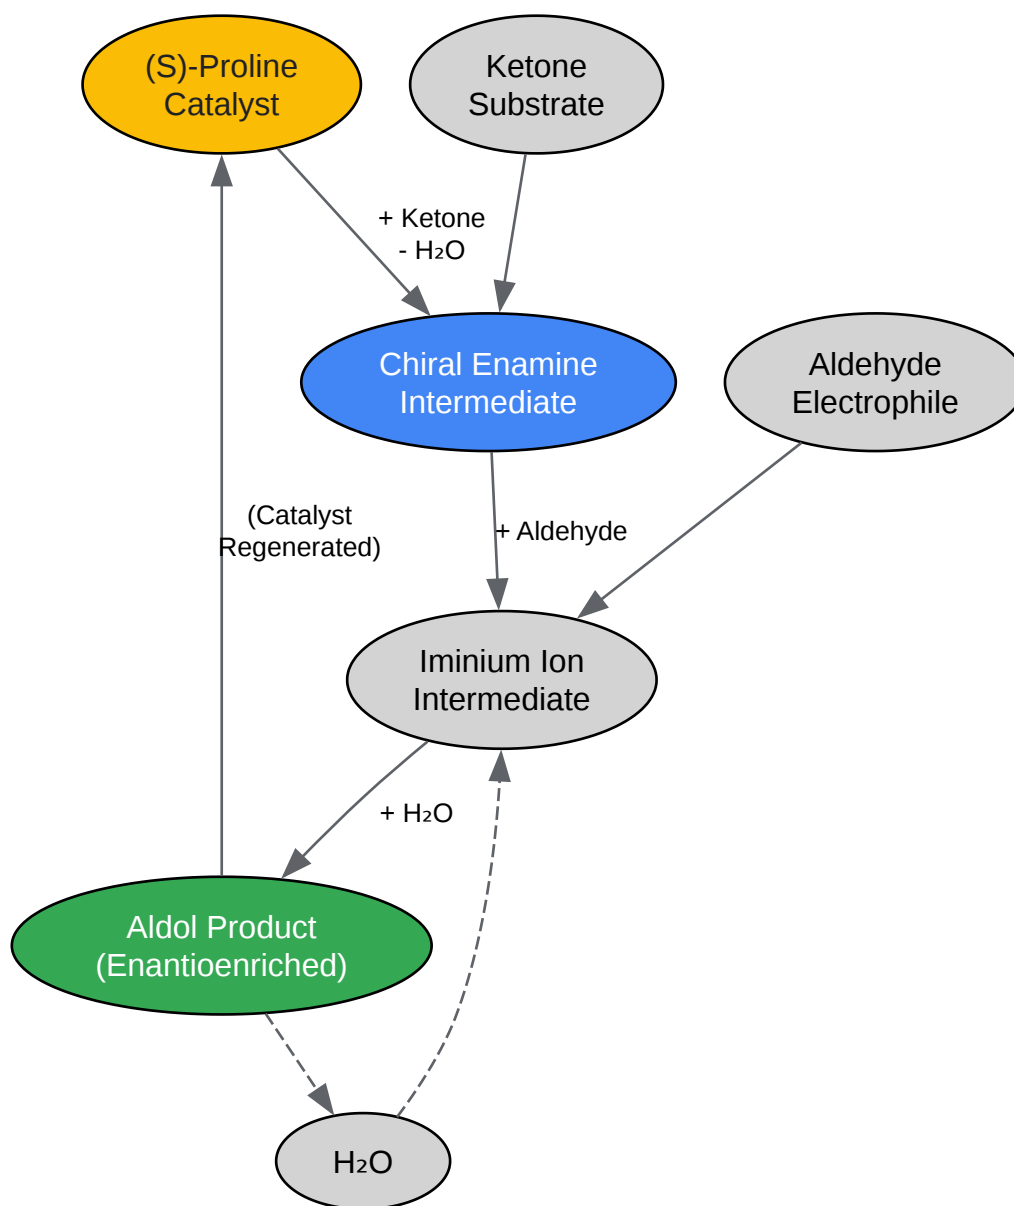 (S)-Proline
Catalyst
Ketone
Substrate
+ Ketone
- H₂O
Chiral Enamine
Intermediate
Aldehyde
Electrophile
(Catalyst
Regenerated)
+ Aldehyde
Iminium Ion
Intermediate
+ H₂O
Aldol Product
(Enantioenriched)
H₂O